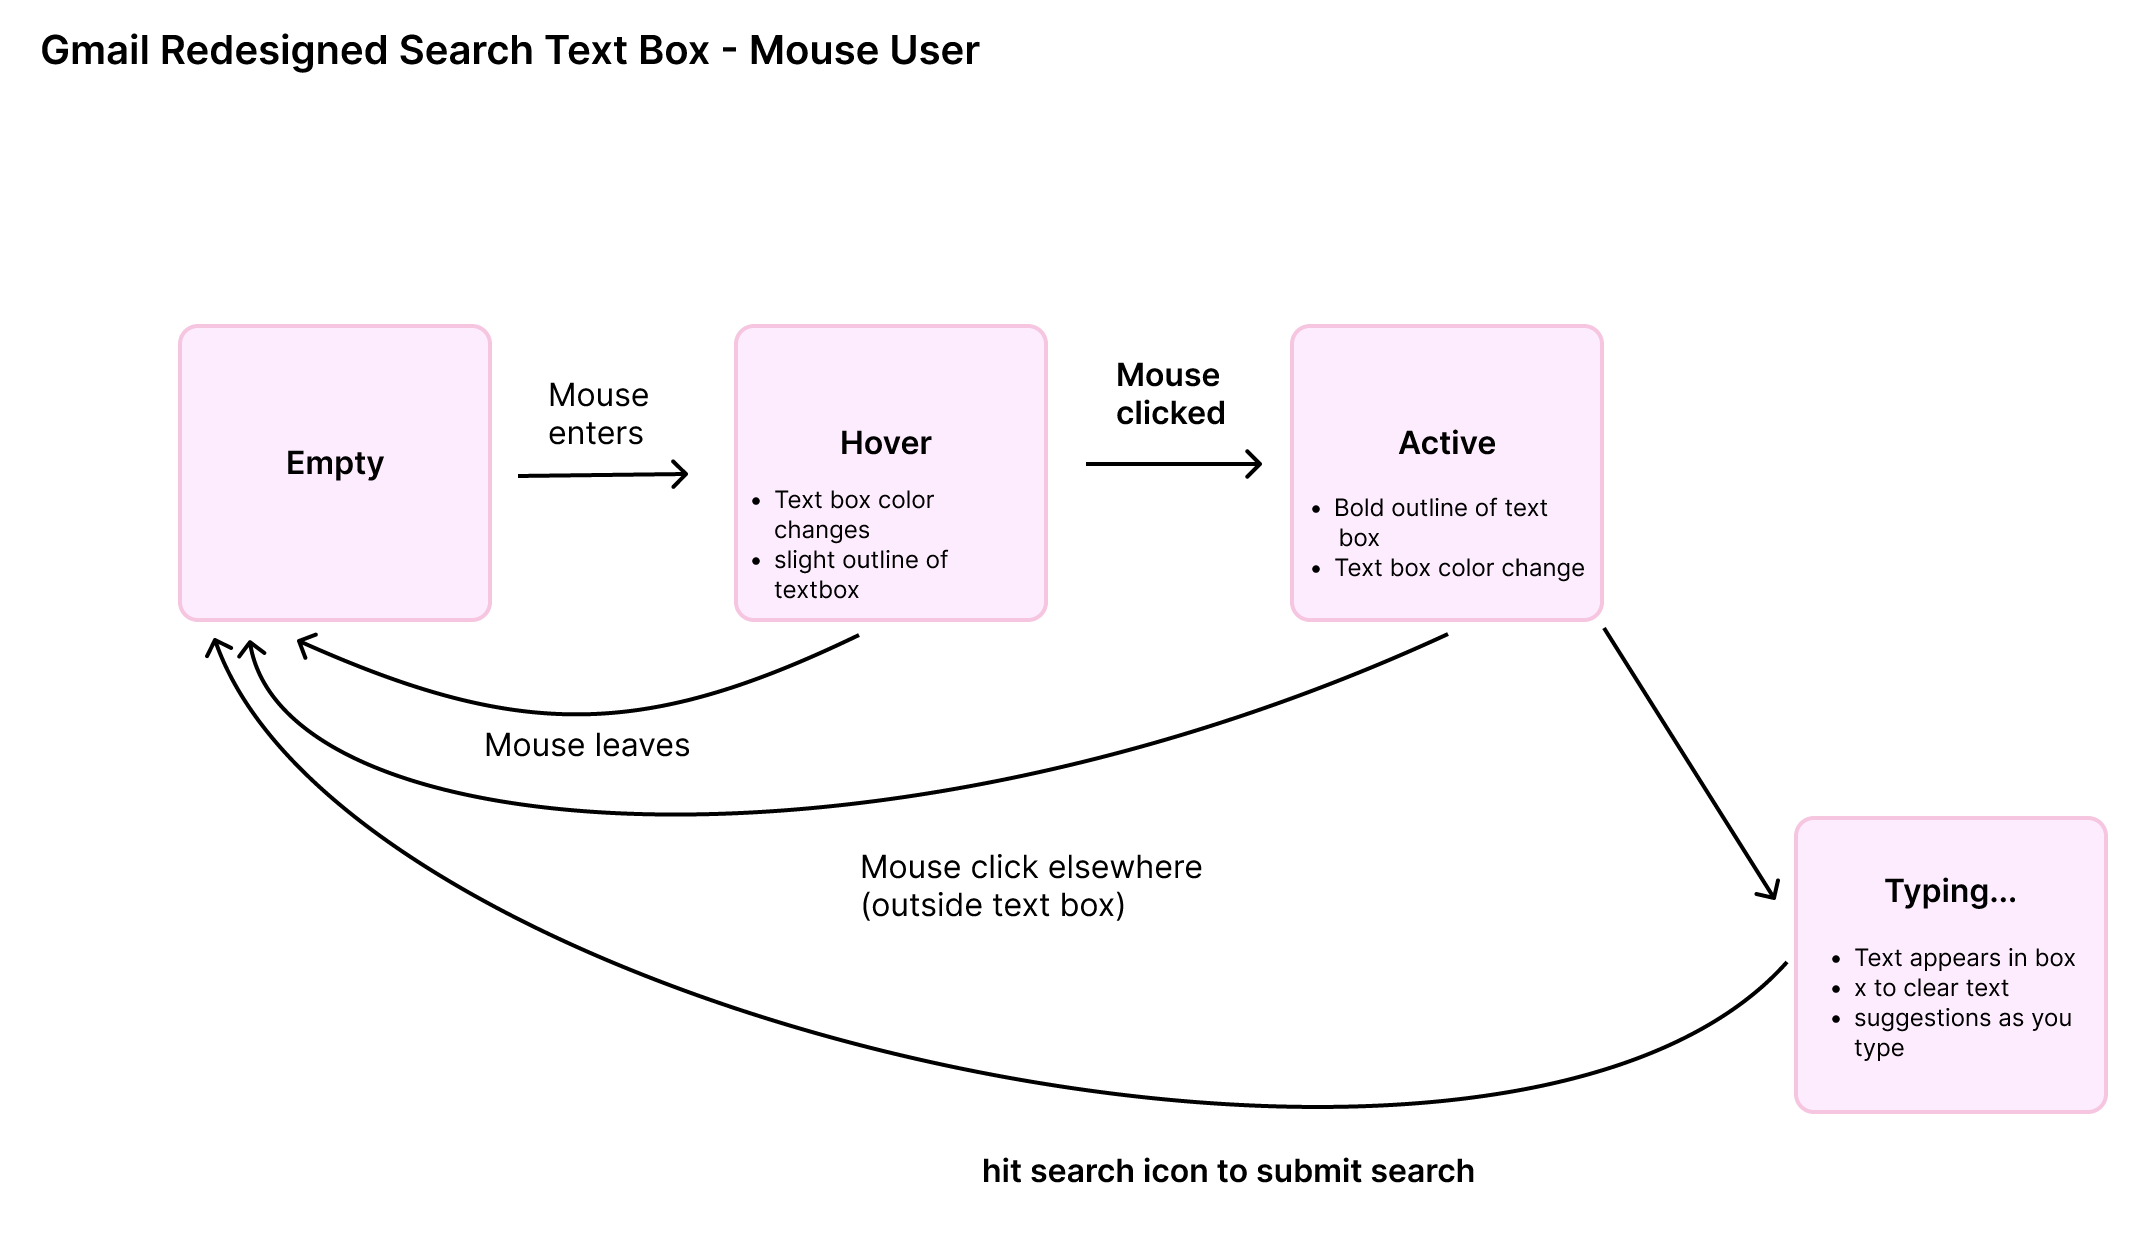 Gmail Redesigned Search Text Box - Mouse User
Empty
Mouse
enters
Hover
• Text box color
changes
• slight outline of
textbox
Mouse
clicked
Active
• Bold outline of text
box
• Text box color change
Mouse leaves
Mouse click elsewhere
(outside text box)
Typing...
• Text appears in box
• x to clear text
• suggestions as you
type
hit search icon to submit search